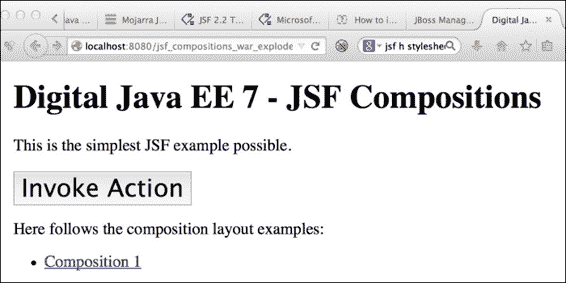 ava ...
Mojarra J...
JSF 2.2 T...
Microsof...
How to i...
JBoss Manag...
Digital Ja...
localhost:8080/jsf_compositions_war_explode
jsf h styleshe
Digital Java EE 7 - JSF Compositions
This is the simplest JSF example possible.
Invoke Action
Here follows the composition layout examples:
• Composition 1